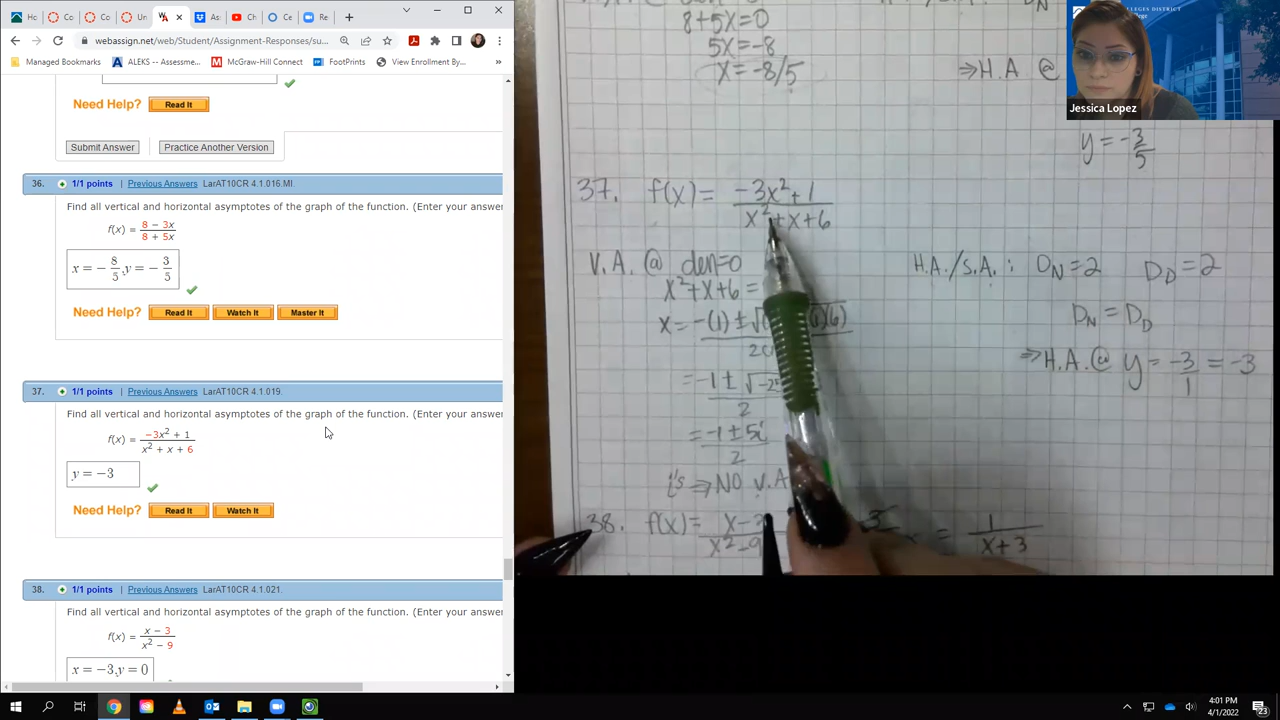 webassign.net/web/Student/Assignment-Responses/su...
Managed Bookmarks
ALEKS -- Assessme...
McGraw-Hill Connect
FootPrints
View Enrollment By...
Need Help? Read It
Submit Answer Practice Another Version
36. 1/1 points | Previous Answers LarAT10CR 4.1.016.MI.
Find all vertical and horizontal asymptotes of the graph of the function. (Enter your answer
f(x) = (8 − 3x)/(8 + 5x)
x = −8/5, y = −3/5
Need Help? Read It Watch It Master It
37. 1/1 points | Previous Answers LarAT10CR 4.1.019.
Find all vertical and horizontal asymptotes of the graph of the function. (Enter your answer
f(x) = (−3x² + 1)/(x² + x + 6)
y = −3
Need Help? Read It Watch It
38. 1/1 points | Previous Answers LarAT10CR 4.1.021.
Find all vertical and horizontal asymptotes of the graph of the function. (Enter your answer
f(x) = (x − 3)/(x² − 9)
x = −3,y = 0
8+5x=0
5x=-8
x=-8/5
⇒H.A @
y = -3/5
37. f(x) = (-3x²+1)/(x²+x+6)
V.A. @ den=0
x²+x+6=
x = -(1) ±
= (-1 ±
2
= (-1 ± 5i)/2
i's ⇒ NO V.A
H.A./S.A. : D_N=2 D_D=2
D_N = D_D
⇒H.A.@ y = -3/1 = -3
38. f(x)= x-
x²-9
= 1/(x+3)
COLLEGES DISTRICT
Jessica Lopez
4:01 PM
4/1/2022
23